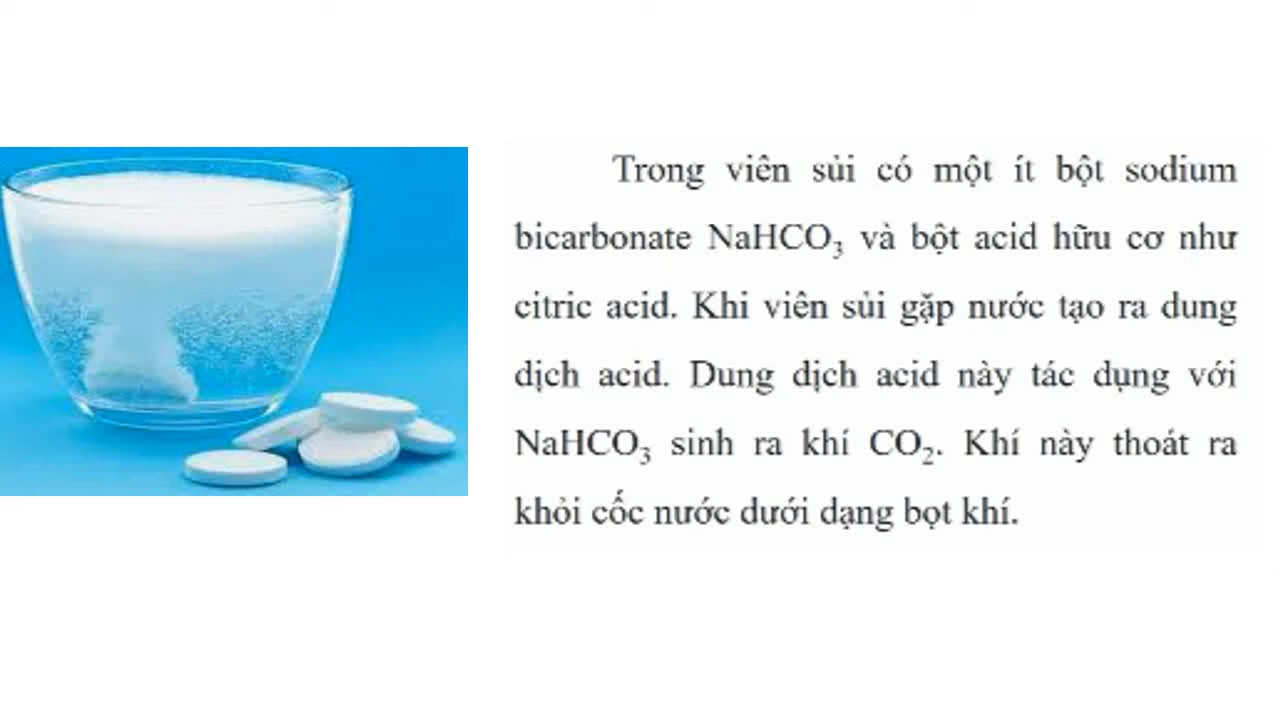 Trong viên sủi có một ít bột sodium
bicarbonate NaHCO₃ và bột acid hữu cơ như
citric acid. Khi viên sủi gặp nước tạo ra dung
dịch acid. Dung dịch acid này tác dụng với
NaHCO₃ sinh ra khí CO₂. Khí này thoát ra
khỏi cốc nước dưới dạng bọt khí.